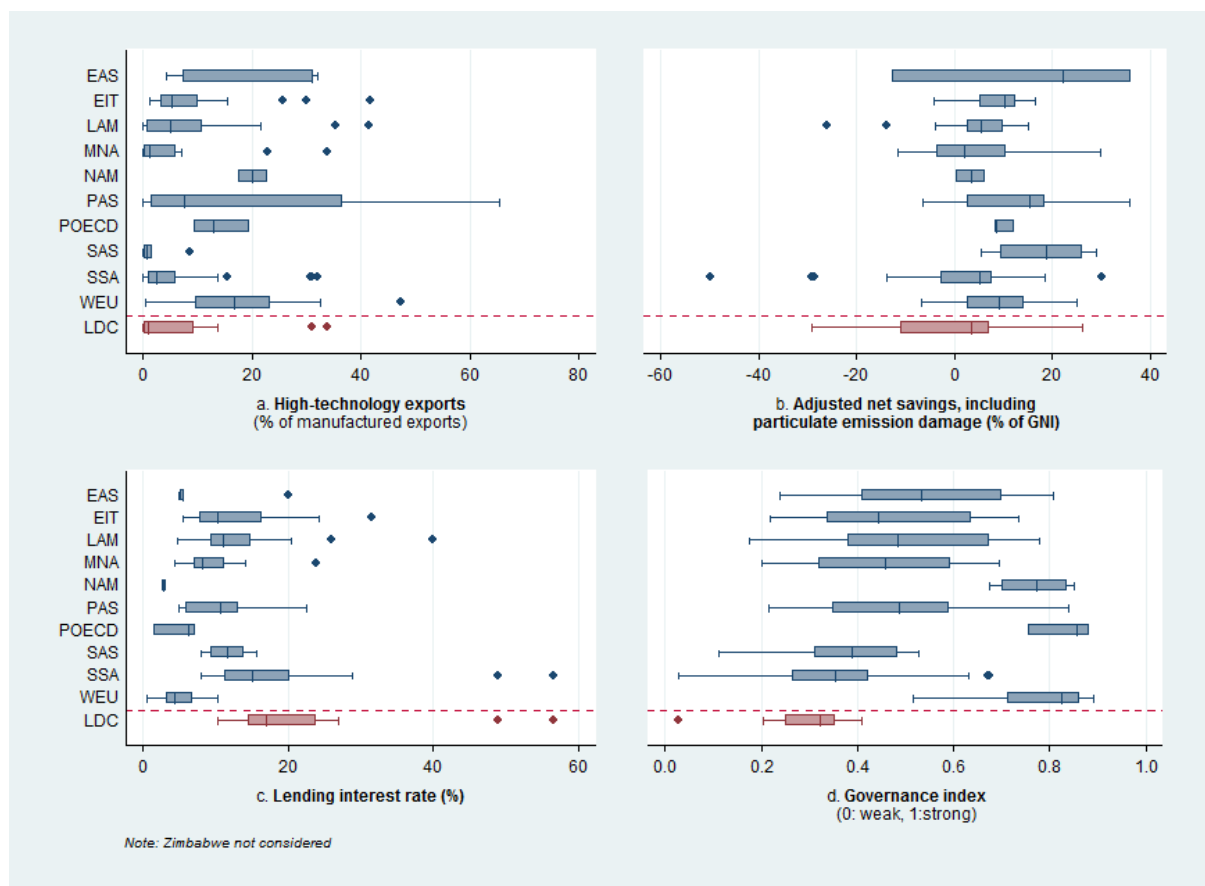 EAS
EIT
LAM
MNA
NAM
PAS
POECD
SAS
SSA
WEU
LDC
0 20 40 60 80
a. High-technology exports
(% of manufactured exports)
-60 -40 -20 0 20 40
b. Adjusted net savings, including
particulate emission damage (% of GNI)
EAS
EIT
LAM
MNA
NAM
PAS
POECD
SAS
SSA
WEU
LDC
0 20 40 60
c. Lending interest rate (%)
0.0 0.2 0.4 0.6 0.8 1.0
d. Governance index
(0: weak, 1:strong)
Note: Zimbabwe not considered